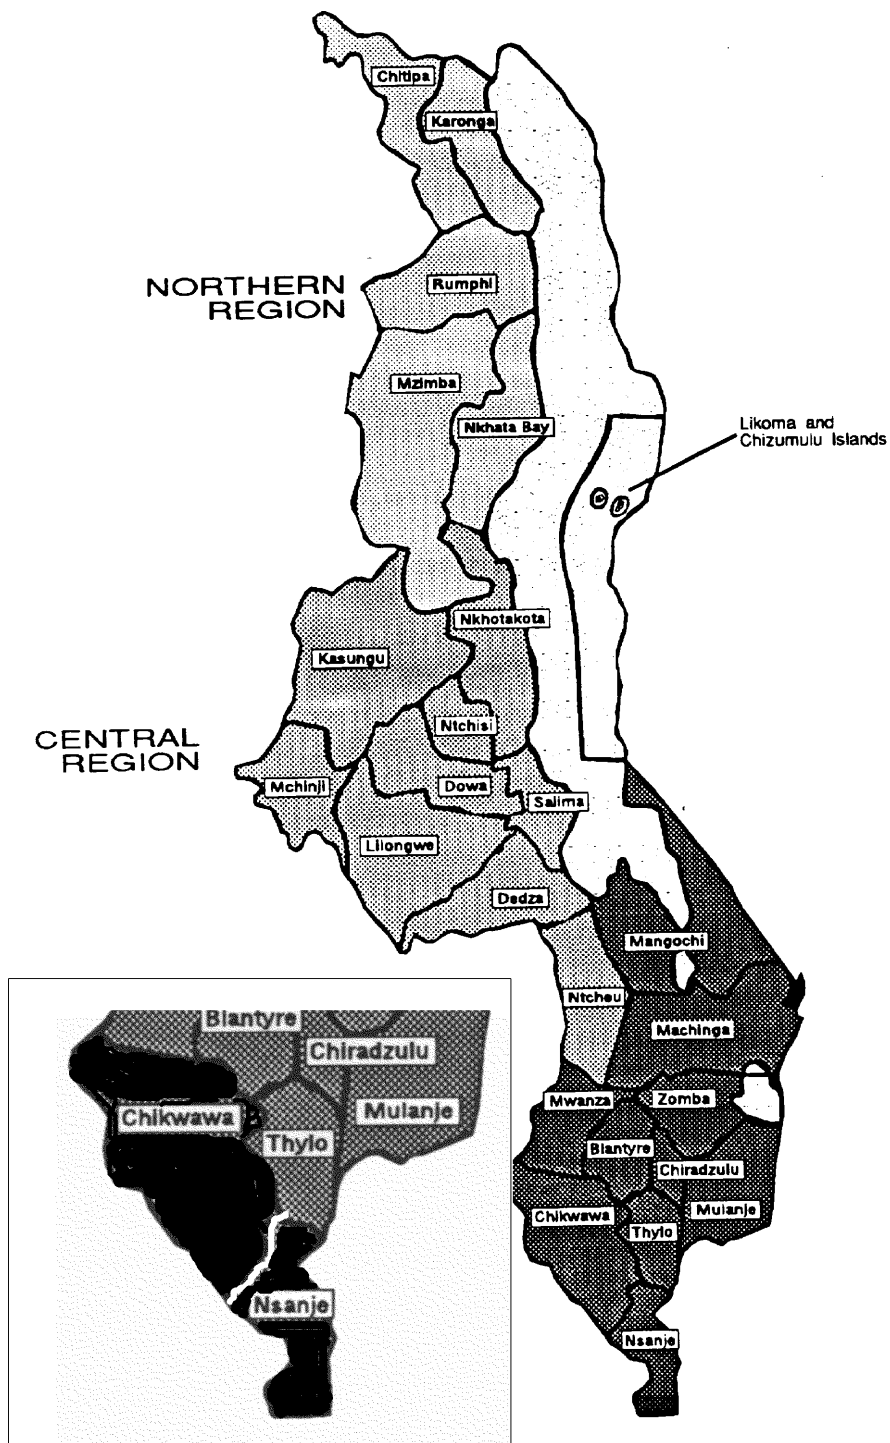 Chitipa
Karonga
NORTHERN
REGION
Rumphi
Mzimba
Nkhata Bay
Likoma and
Chizumulu Islands
Nkhotakota
Kasungu
CENTRAL
REGION
Ntchisi
Mchinji
Dowa
Salima
Lilongwe
Dedza
Mangochi
Ntcheu
Machinga
Mwanza
Zomba
Blantyre
Chiradzulu
Chikwawa
Mulanje
Thylo
Nsanje
Blantyre
Chiradzulu
Chikwawa
Mulanje
Thylo
Nsanje